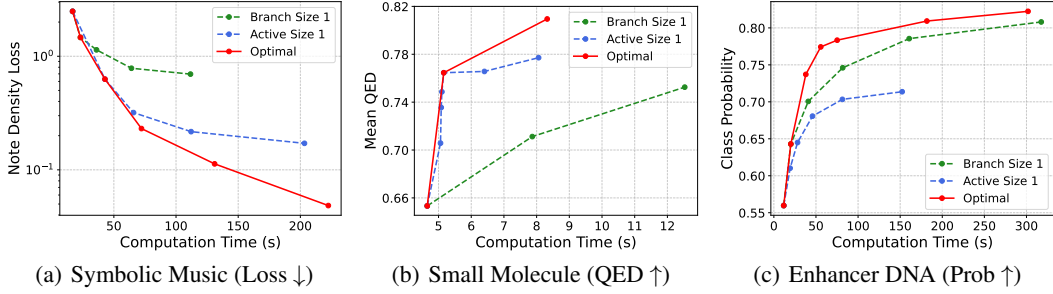 Note Density Loss
10⁰
10⁻¹
50 100 150 200
Computation Time (s)
Branch Size 1
Active Size 1
Optimal
(a) Symbolic Music (Loss ↓)
Mean QED
0.82
0.78
0.74
0.70
0.66
5 6 7 8 9 10 11 12
Computation Time (s)
Branch Size 1
Active Size 1
Optimal
(b) Small Molecule (QED ↑)
Class Probability
0.80
0.75
0.70
0.65
0.60
0.55
0 50 100 150 200 250 300
Computation Time (s)
Branch Size 1
Active Size 1
Optimal
(c) Enhancer DNA (Prob ↑)